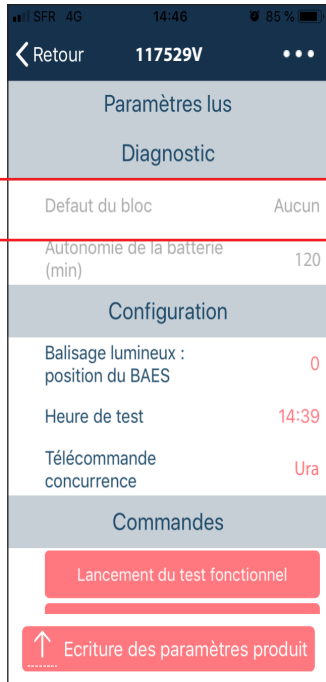 SFR 4G 14:46 85 %
Retour 117529V
Paramètres lus
Diagnostic
Defaut du bloc Aucun
Autonomie de la batterie
(min) 120
Configuration
Balisage lumineux :
position du BAES 0
Heure de test 14:39
Télécommande
concurrence Ura
Commandes
Lancement du test fonctionnel
Ecriture des paramètres produit